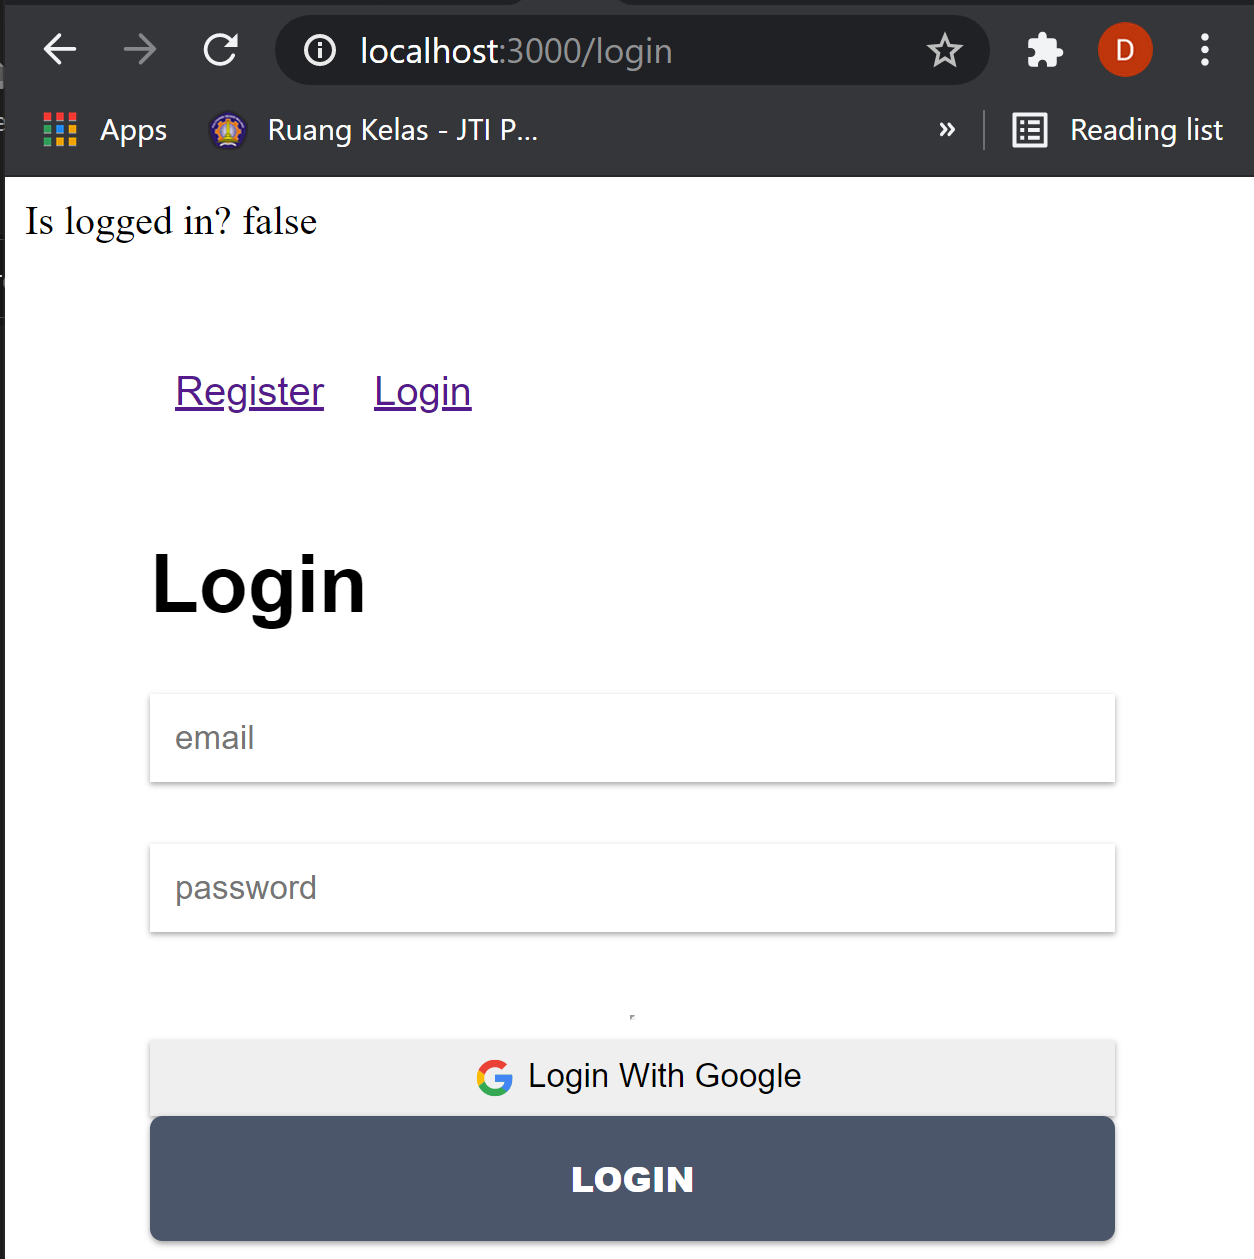 localhost:3000/login
D
Apps
Ruang Kelas - JTI P...
»
Reading list
Is logged in? false
Register Login
Login
email
password
Login With Google
LOGIN